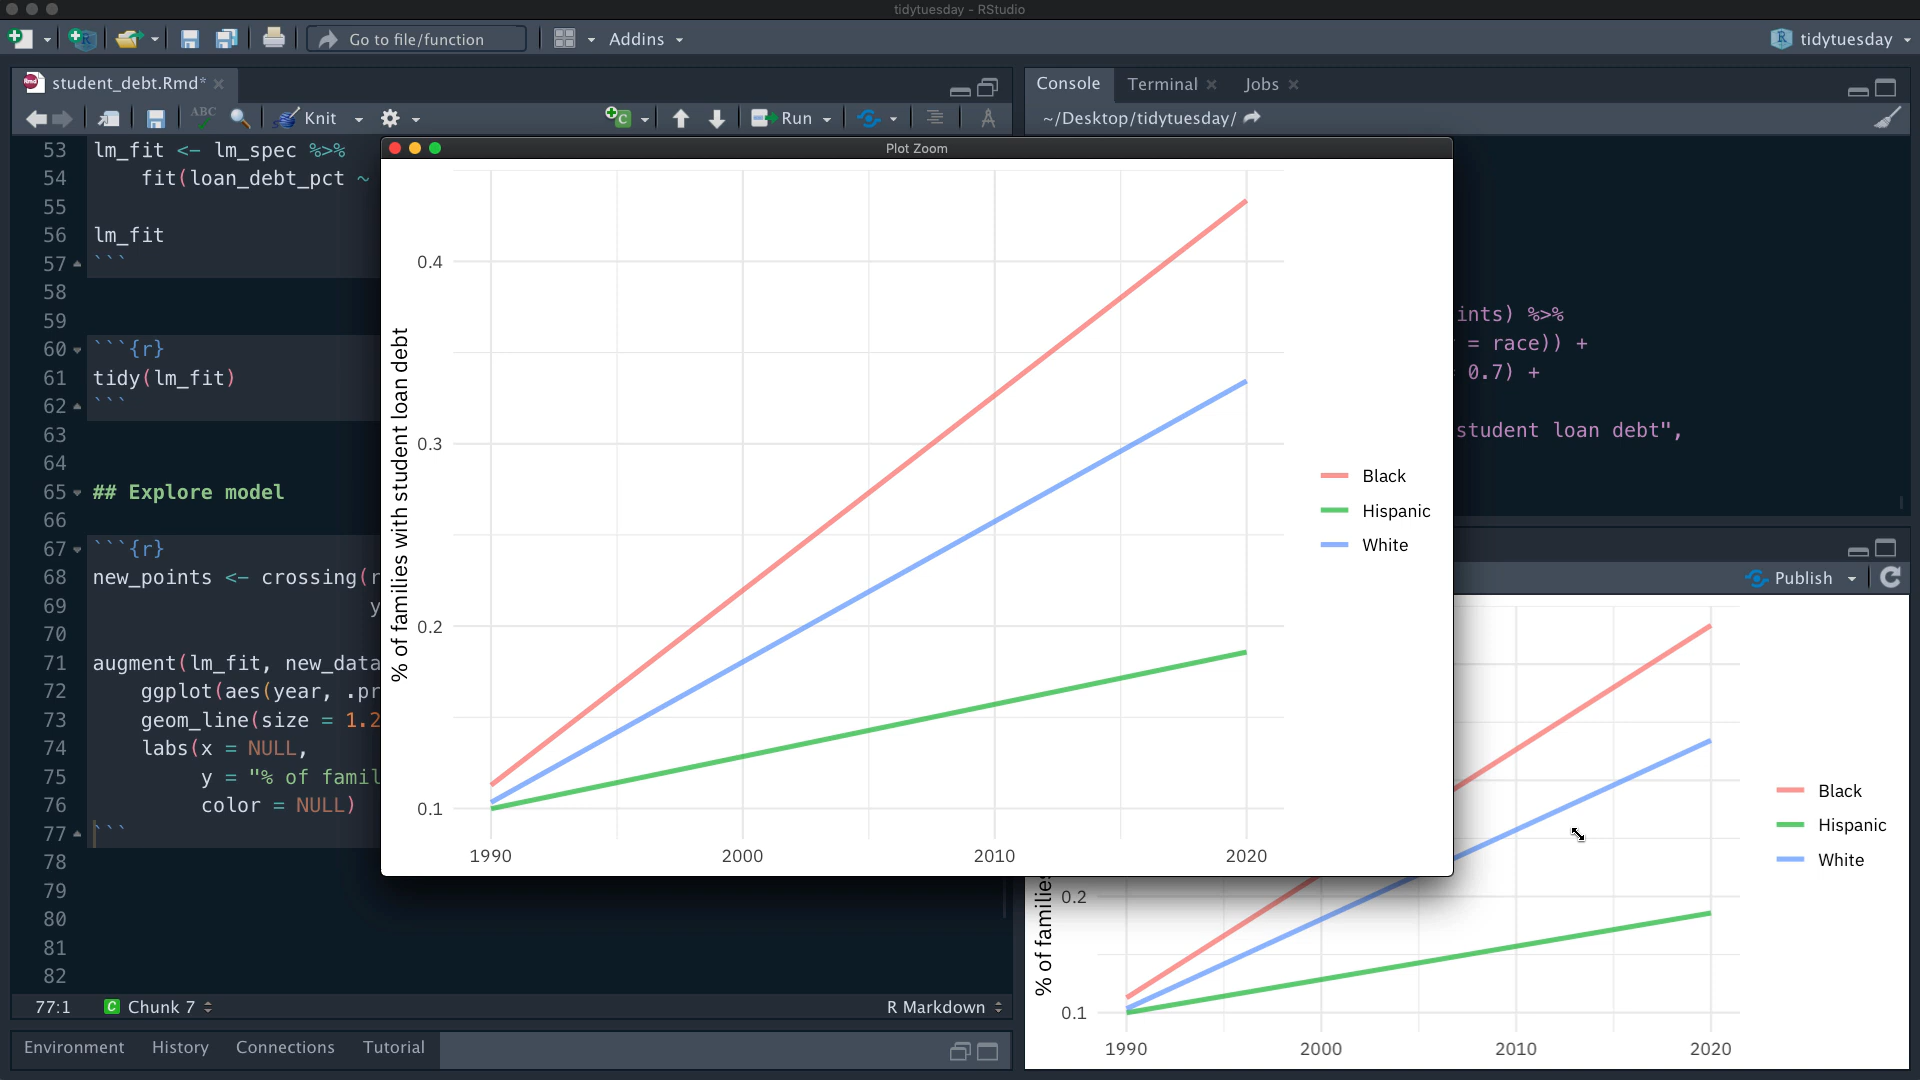 tidytuesday - RStudio
Go to file/function
Addins
tidytuesday
student_debt.Rmd*
ABC
Knit
Run
53 lm_fit <- lm_spec %>%
54 fit(loan_debt_pct ~
55
56 lm_fit
57 ```
58
59
60 ```{r}
61 tidy(lm_fit)
62 ```
63
64
65 ## Explore model
66
67 ```{r}
68 new_points <- crossing(r
69 y
70
71 augment(lm_fit, new_data
72 ggplot(aes(year, .pr
73 geom_line(size = 1.2
74 labs(x = NULL,
75 y = "% of famil
76 color = NULL)
77 ```
78
79
80
81
82
77:1
C Chunk 7
R Markdown
Environment History Connections Tutorial
Console Terminal Jobs
~/Desktop/tidytuesday/
ints) %>%
= race)) +
0.7) +
student loan debt",
Plot Zoom
% of families with student loan debt
0.4
0.3
0.2
0.1
1990 2000 2010 2020
Black
Hispanic
White
Publish
% of families
0.2
0.1
1990 2000 2010 2020
Black
Hispanic
White